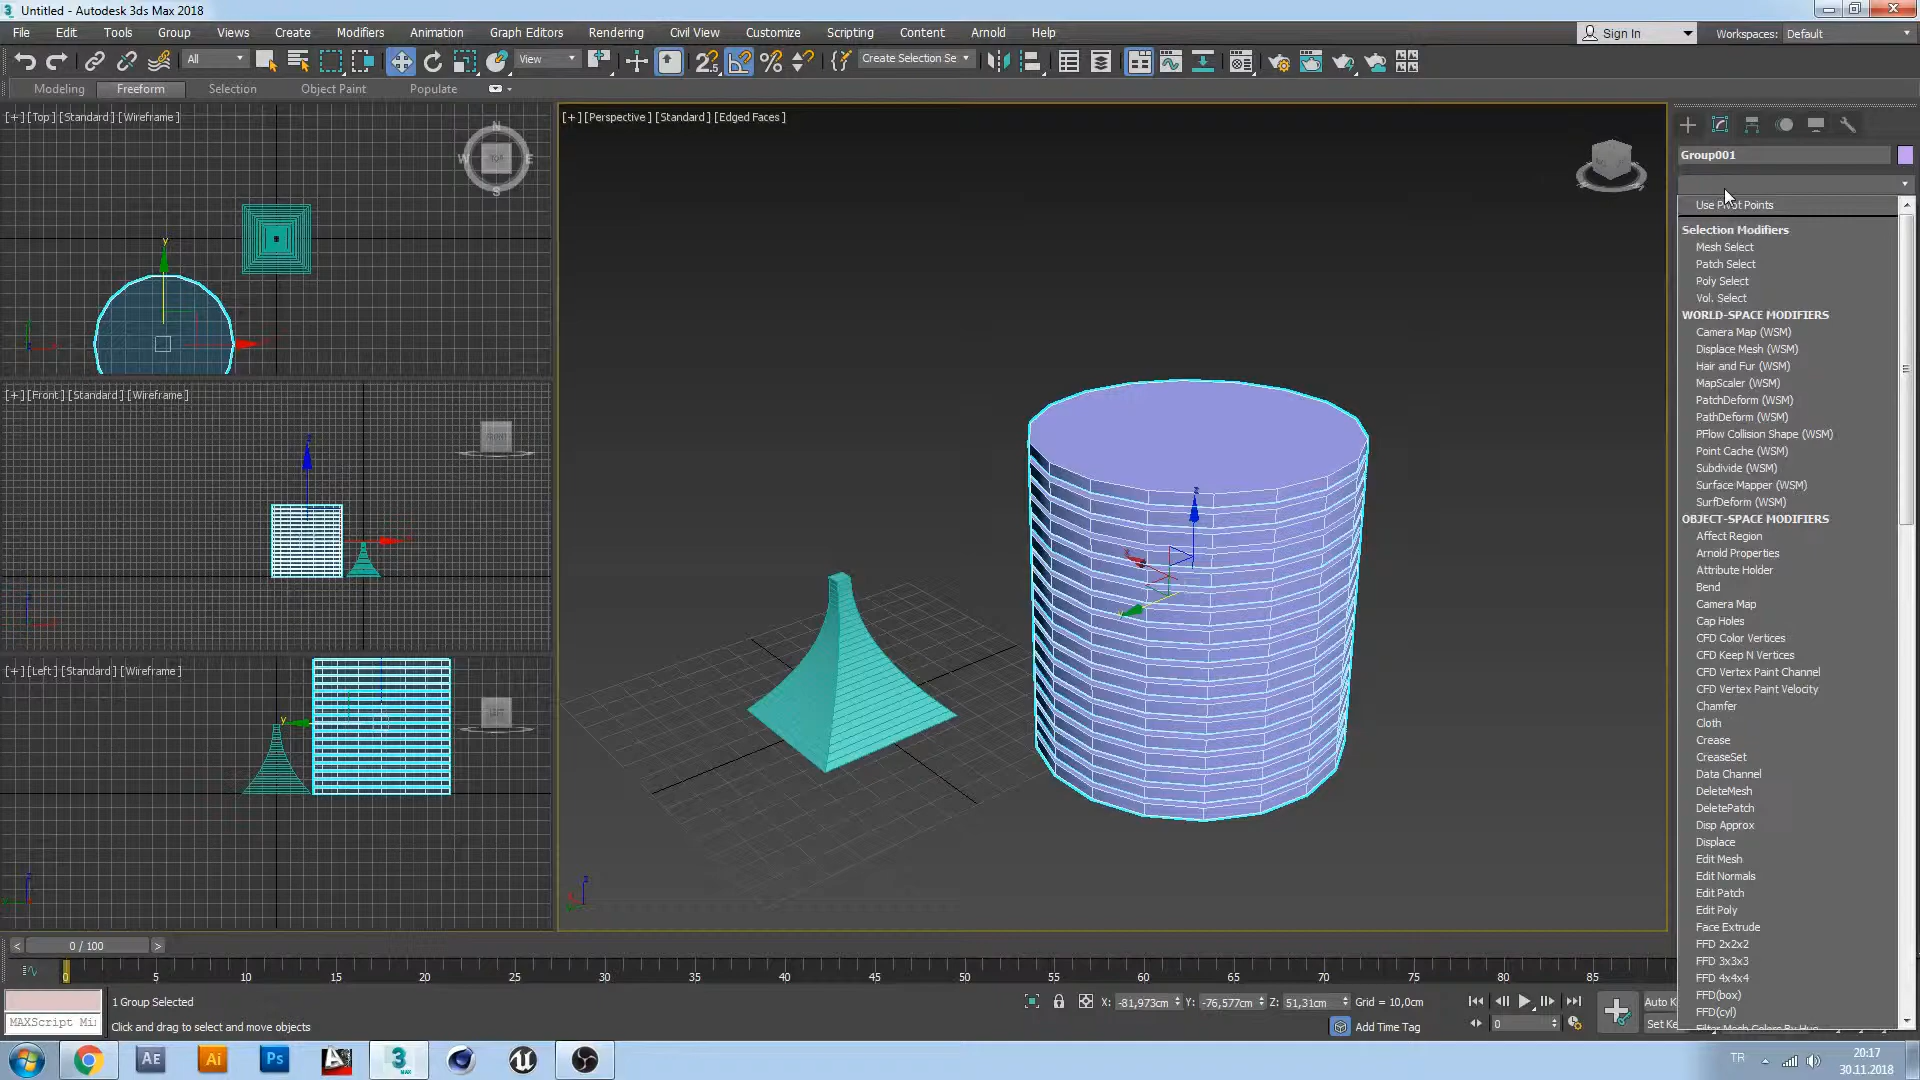 Untitled - Autodesk 3ds Max 2018
File Edit Tools Group Views Create Modifiers Animation Graph Editors Rendering Civil View Customize Scripting Content Arnold Help
Sign In Workspaces: Default
All View Create Selection Se
Modeling Freeform Selection Object Paint Populate
[+] [Top] [Standard] [Wireframe]
N
W TOP E
S
y
[+] [Perspective] [Standard] [Edged Faces]
[+] [Front] [Standard] [Wireframe]
[+] [Left] [Standard] [Wireframe]
y
z
z
Group001
Use Pivot Points
Selection Modifiers
Mesh Select
Patch Select
Poly Select
Vol. Select
WORLD-SPACE MODIFIERS
Camera Map (WSM)
Displace Mesh (WSM)
Hair and Fur (WSM)
MapScaler (WSM)
PatchDeform (WSM)
PathDeform (WSM)
PFlow Collision Shape (WSM)
Point Cache (WSM)
Subdivide (WSM)
Surface Mapper (WSM)
SurfDeform (WSM)
OBJECT-SPACE MODIFIERS
Affect Region
Arnold Properties
Attribute Holder
Bend
Camera Map
Cap Holes
CFD Color Vertices
CFD Keep N Vertices
CFD Vertex Paint Channel
CFD Vertex Paint Velocity
Chamfer
Cloth
Crease
CreaseSet
Data Channel
DeleteMesh
DeletePatch
Disp Approx
Displace
Edit Mesh
Edit Normals
Edit Patch
Edit Poly
Face Extrude
FFD 2x2x2
FFD 3x3x3
FFD 4x4x4
FFD(box)
FFD(cyl)
Filter Mesh Colors By Hue
< 0 / 100 >
0 5 10 15 20 25 30 35 40 45 50 55 60 65 70 75 80 85
1 Group Selected X: -81,973cm Y: -76,577cm Z: 51,31cm Grid = 10,0cm Auto K
MAXScript Mi Click and drag to select and move objects Add Time Tag 0 Set Ke
AE Ai Ps 3 MAX TR 20:17
30.11.2018